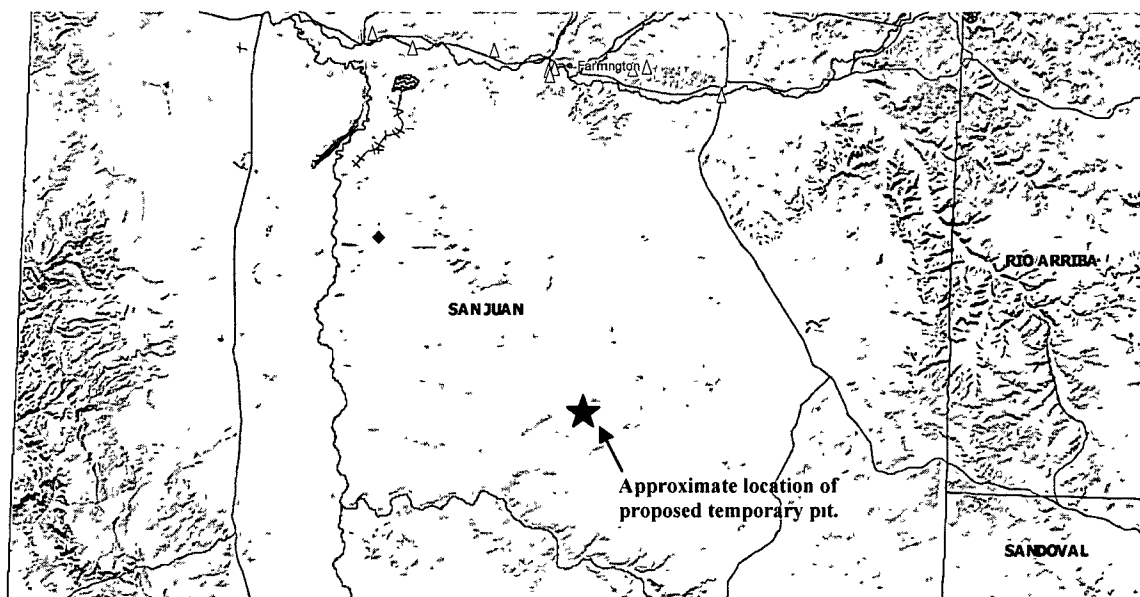 Farmington
RIO ARRIBA
SAN JUAN
Approximate location of
proposed temporary pit.
SANDOVAL